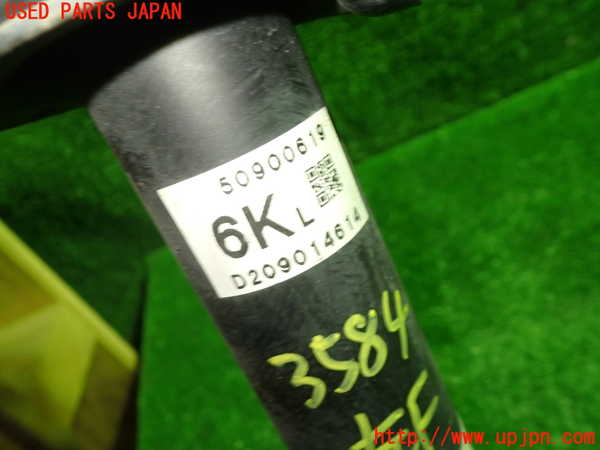 USED PARTS JAPAN
50900619
6K L
D209014614
3584
http://www.upjpn.com/